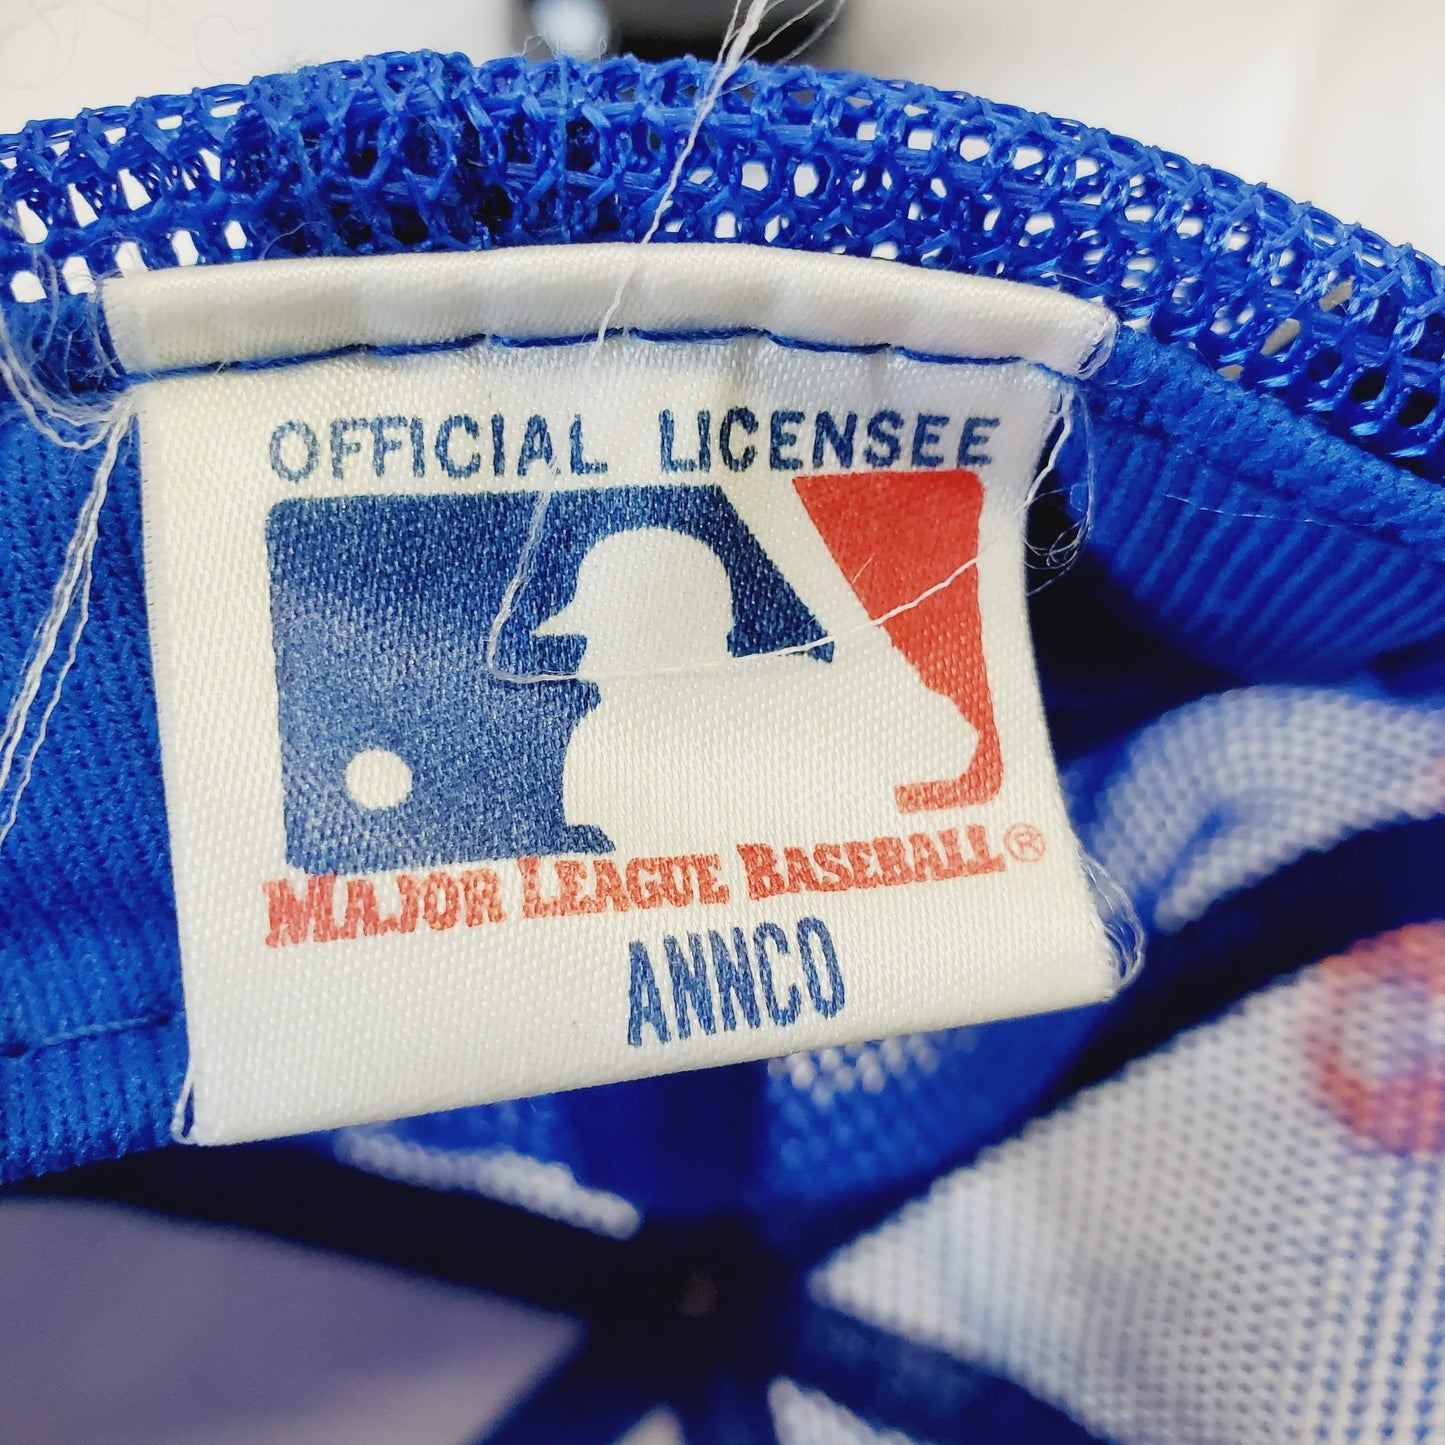 OFFICIAL LICENSEE
MAJOR LEAGUE BASEBALL®
ANNCO